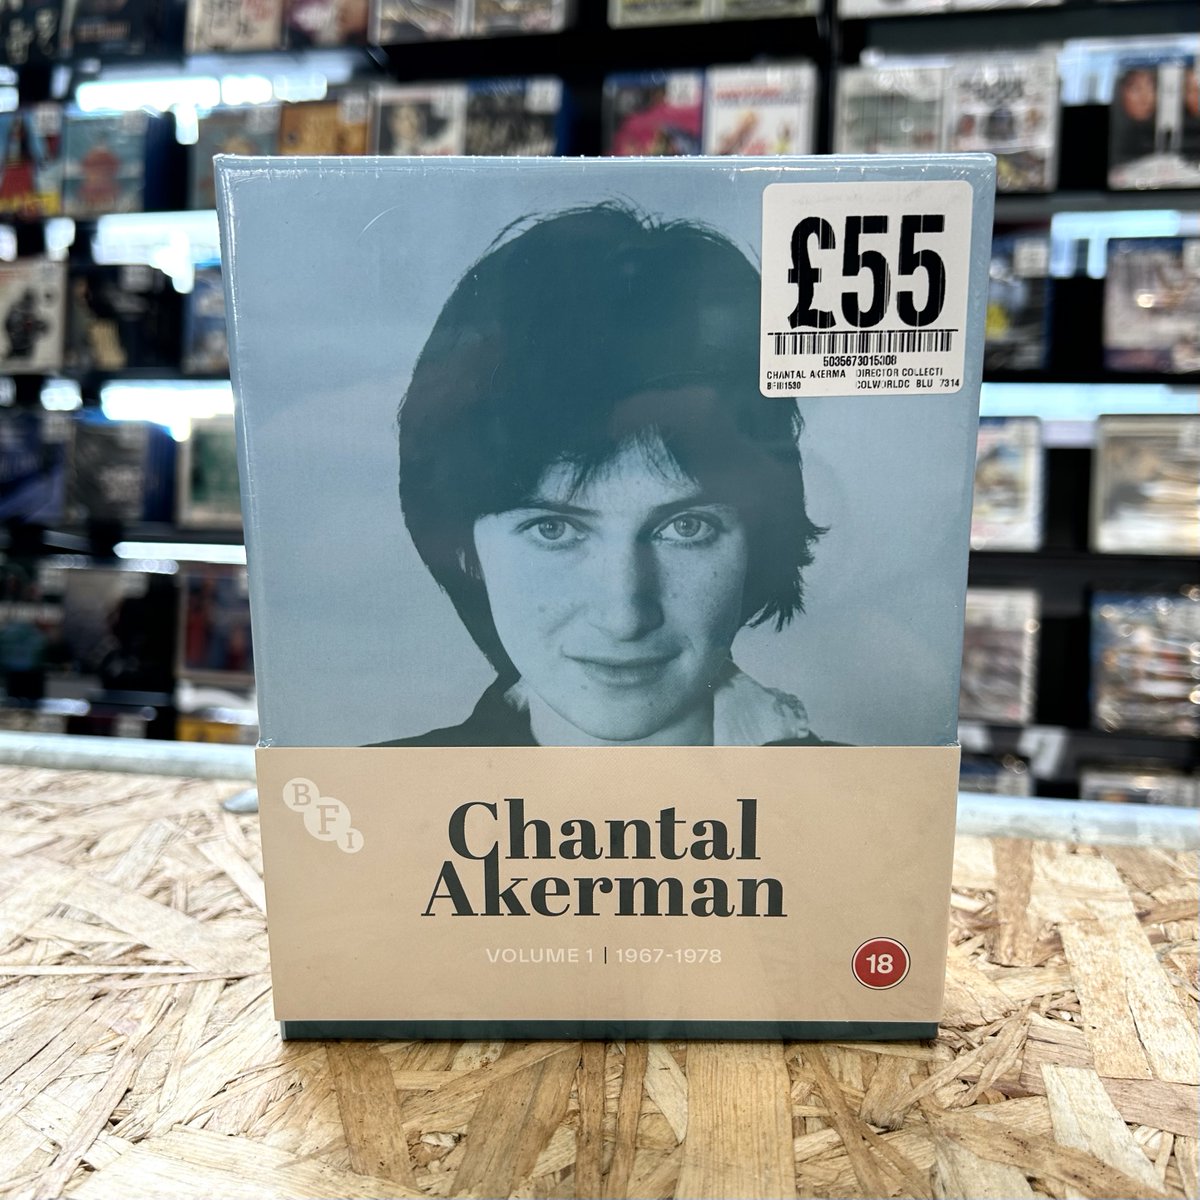 £55
5035673015308
CHANTAL AKERMA DIRECTOR COLLECTI
BFIB1530 COLWORLDC BLU 7314
BFI
Chantal
Akerman
VOLUME 1 | 1967-1978
18